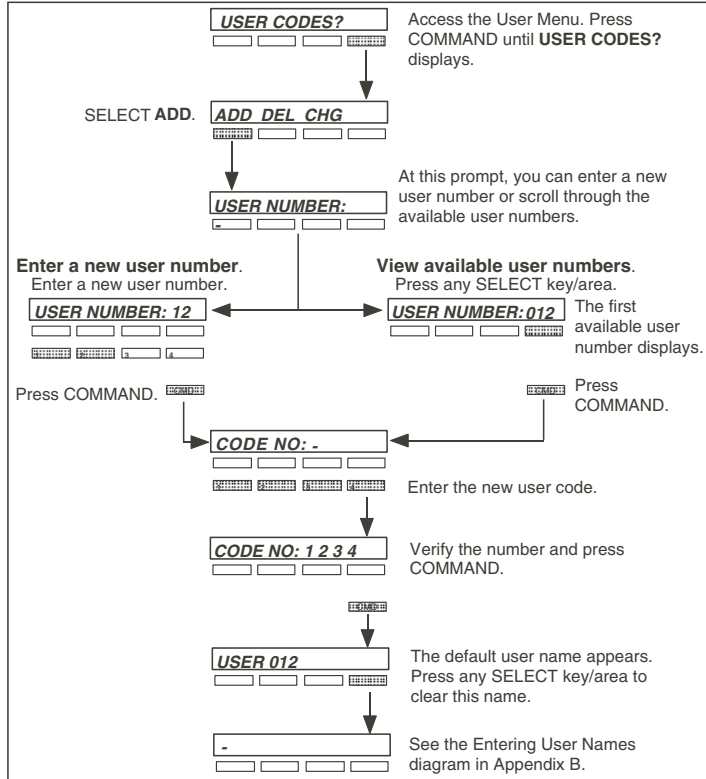 USER CODES?
Access the User Menu. Press
COMMAND until USER CODES?
displays.
SELECT ADD.
ADD DEL CHG
At this prompt, you can enter a new
user number or scroll through the
available user numbers.
USER NUMBER:
-
Enter a new user number.
Enter a new user number.
USER NUMBER: 12
1 2 3 4
View available user numbers.
Press any SELECT key/area.
USER NUMBER: 012
The first
available user
number displays.
Press COMMAND.
CMD
CMD
Press
COMMAND.
CODE NO: -
1 2 3 4
Enter the new user code.
CODE NO: 1 2 3 4
Verify the number and press
COMMAND.
CMD
USER 012
The default user name appears.
Press any SELECT key/area to
clear this name.
-
See the Entering User Names
diagram in Appendix B.